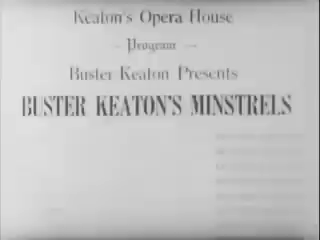 Keaton's Opera House
- Program -
Buster Keaton Presents
BUSTER KEATON'S MINSTRELS